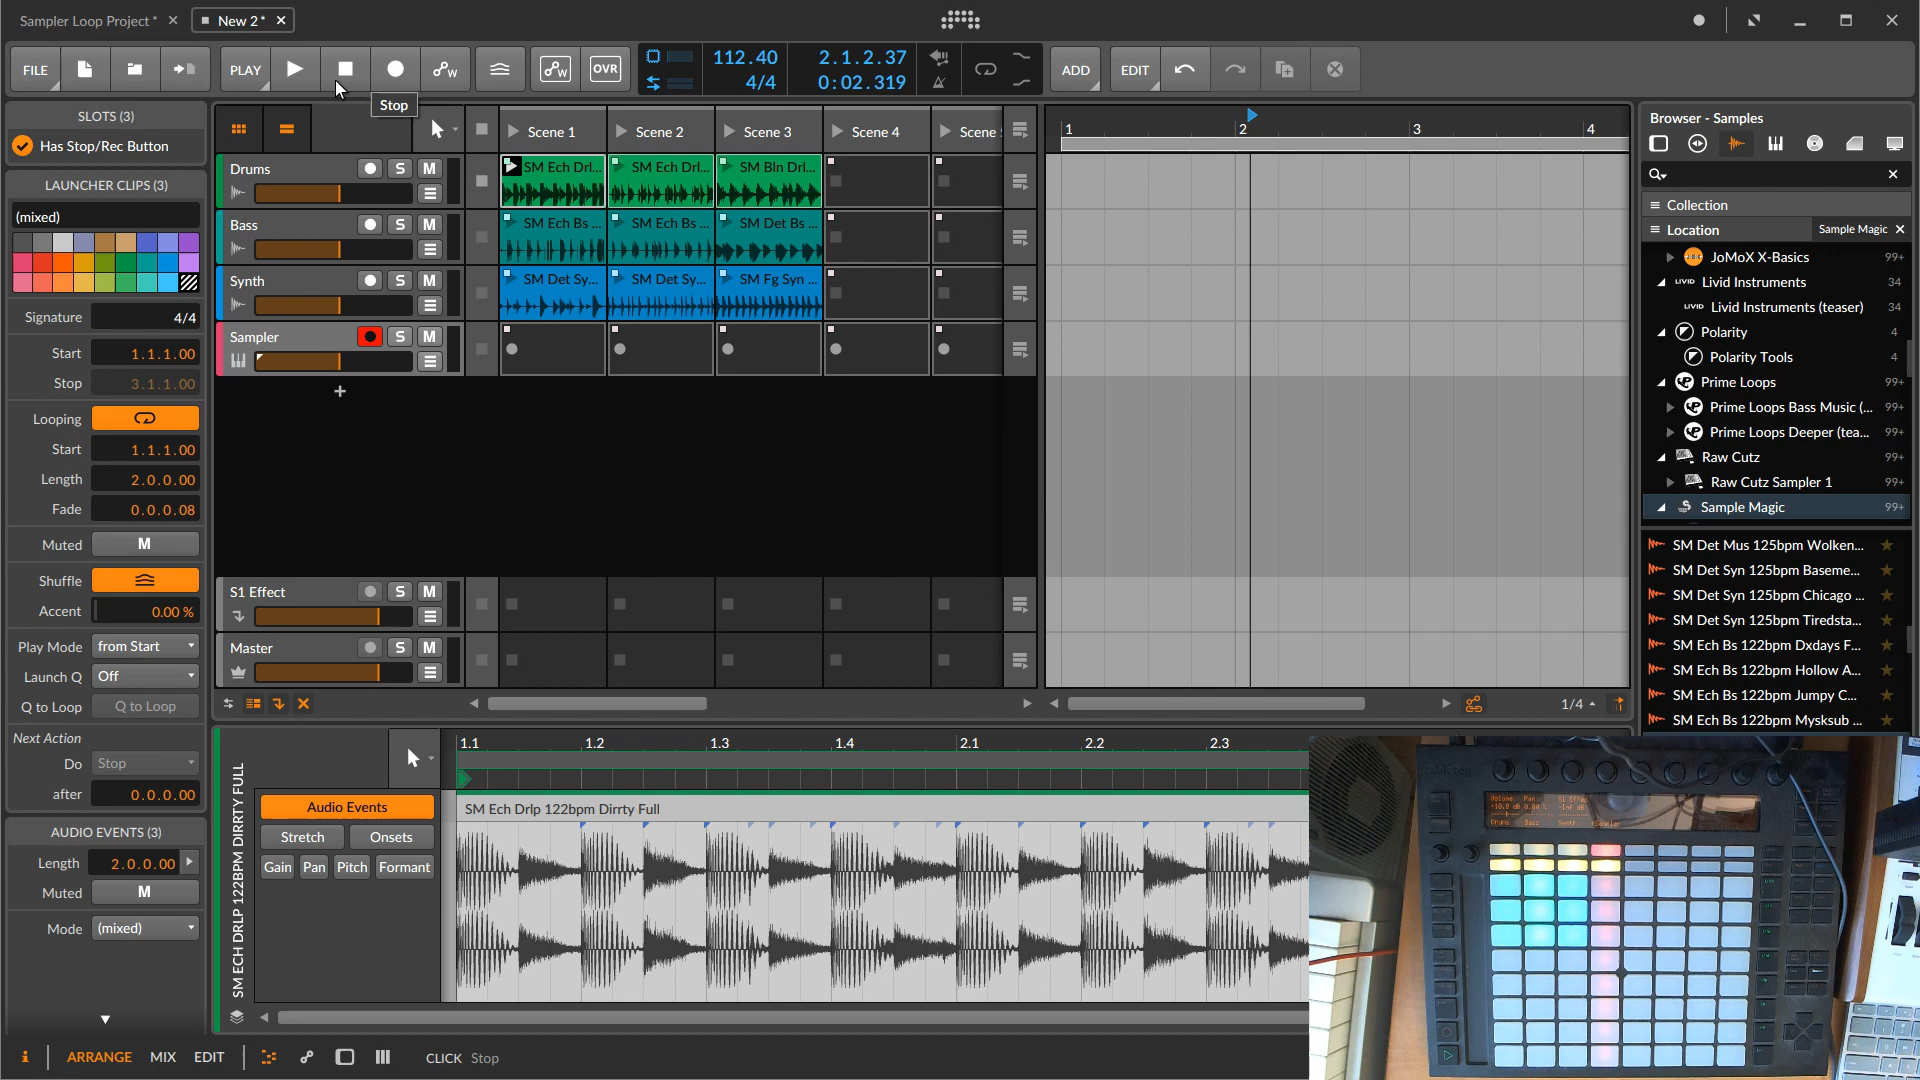 Sampler Loop Project *
New 2 *
FILE
PLAY
OVR
112.40
4/4
2.1.2.37
0:02.319
ADD
EDIT
Stop
SLOTS (3)
Has Stop/Rec Button
LAUNCHER CLIPS (3)
(mixed)
Signature 4/4
Start 1.1.1.00
Stop 3.1.1.00
Looping
Start 1.1.1.00
Length 2.0.0.00
Fade 0.0.0.08
Muted M
Shuffle
Accent 0.00 %
Play Mode from Start
Launch Q Off
Q to Loop Q to Loop
Next Action
Do Stop
after 0.0.0.00
AUDIO EVENTS (3)
Length 2.0.0.00
Muted M
Mode (mixed)
Scene 1 Scene 2 Scene 3 Scene 4 Scene
Drums S M
SM Ech Drl... SM Ech Drl... SM Bln Drl...
Bass S M
SM Ech Bs ... SM Ech Bs ... SM Det Bs ...
Synth S M
SM Det Sy... SM Det Sy... SM Fg Syn ...
Sampler S M
+
S1 Effect S M
Master S M
1 2 3 4
1/4
Browser - Samples
Collection
Location Sample Magic
JoMoX X-Basics 99+
LIVID Livid Instruments 34
LIVID Livid Instruments (teaser) 34
Polarity 4
Polarity Tools 4
Prime Loops 99+
Prime Loops Bass Music (... 99+
Prime Loops Deeper (tea... 99+
Raw Cutz 99+
Raw Cutz Sampler 1 99+
Sample Magic 99+
SM Det Mus 125bpm Wolken...
SM Det Syn 125bpm Baseme...
SM Det Syn 125bpm Chicago ...
SM Det Syn 125bpm Tiredsta...
SM Ech Bs 122bpm Dxdays F...
SM Ech Bs 122bpm Hollow A...
SM Ech Bs 122bpm Jumpy C...
SM Ech Bs 122bpm Mysksub ...
SM ECH DRLP 122BPM DIRRTY FULL
1.1 1.2 1.3 1.4 2.1 2.2 2.3
Audio Events
Stretch Onsets
Gain Pan Pitch Formant
SM Ech Drlp 122bpm Dirrty Full
Volume Pan
Drums Bass Synth
i ARRANGE MIX EDIT
CLICK Stop